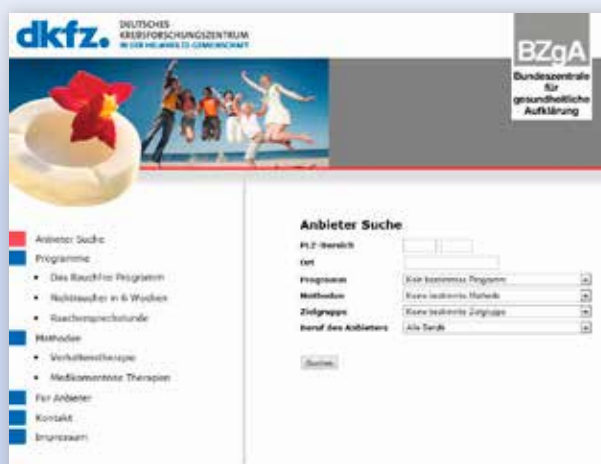 dkfz.
DEUTSCHES
KREBSFORSCHUNGSZENTRUM
IN DER HELMHOLTZ-GEMEINSCHAFT
BZgA
Bundeszentrale
für
gesundheitliche
Aufklärung
Anbieter Suche
Programme
• Das Rauchfrei Programm
• Nichtraucher in 6 Wochen
• Rauchersprechstunde
Methoden
• Verhaltenstherapie
• Medikamentöse Therapien
Für Anbieter
Kontakt
Impressum
Anbieter Suche
PLZ-Bereich
Ort
Programm Kein bestimmtes Programm
Methoden Keine bestimmte Methode
Zielgruppe Keine bestimmte Zielgruppe
Beruf des Anbieters Alle Berufe
Suchen